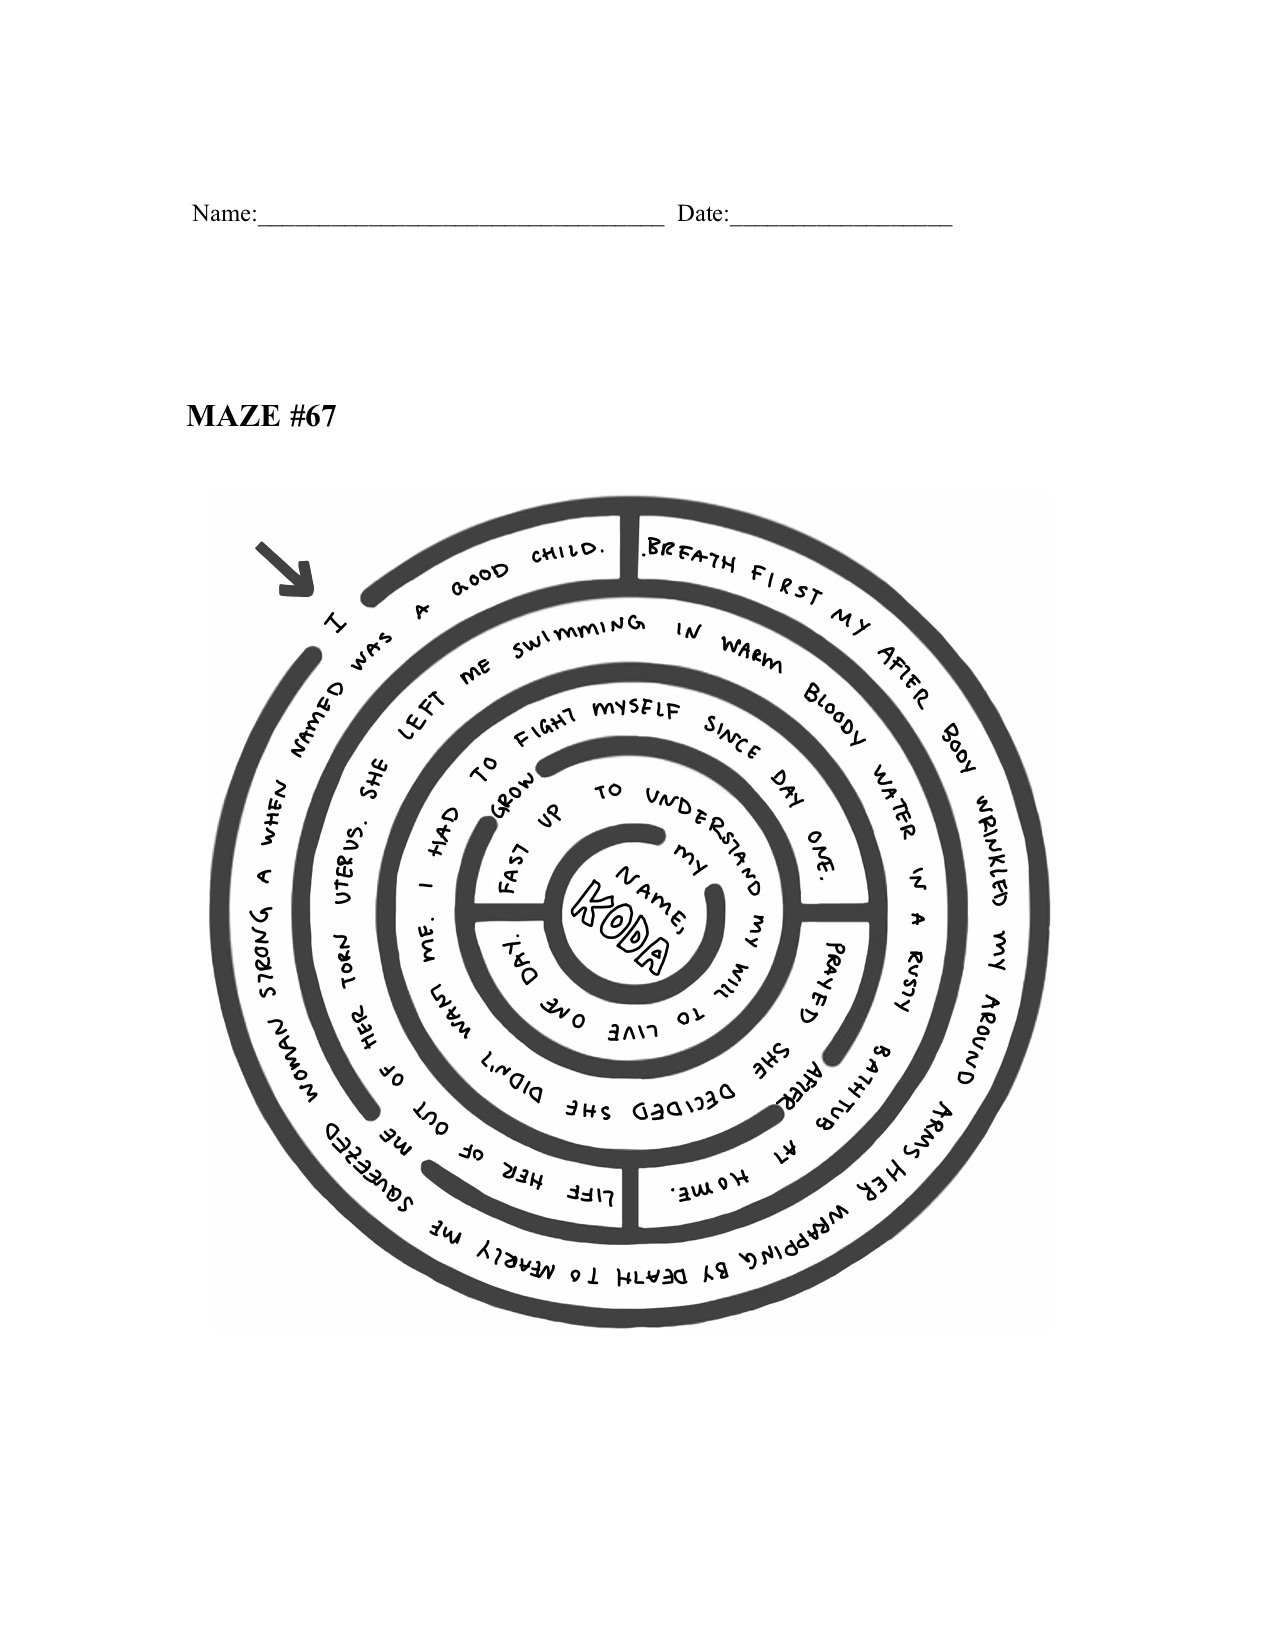 Name:_________________________________ Date:__________________
MAZE #67
I
WAS A GOOD CHILD.
.BREATH FIRST MY AFTER BODY WRINKLED MY AROUND ARMS HER WRAPPING BY DEATH TO NEARLY ME SQUEEZED WOMAN STRONG A WHEN NAMED
ME
LIFE HER OF OUT OF HER TORN UTERUS. SHE LEFT ME SWIMMING IN WARM BLOODY WATER IN A RUSTY BATHTUB AT HOME.
AFTER
PRAYED SHE DECIDED SHE DIDN'T WANT ME. I HAD TO FIGHT MYSELF SINCE DAY ONE.
GROW
FAST UP TO UNDERSTAND MY WILL TO LIVE ONE DAY.
MY
NAME,
KODA